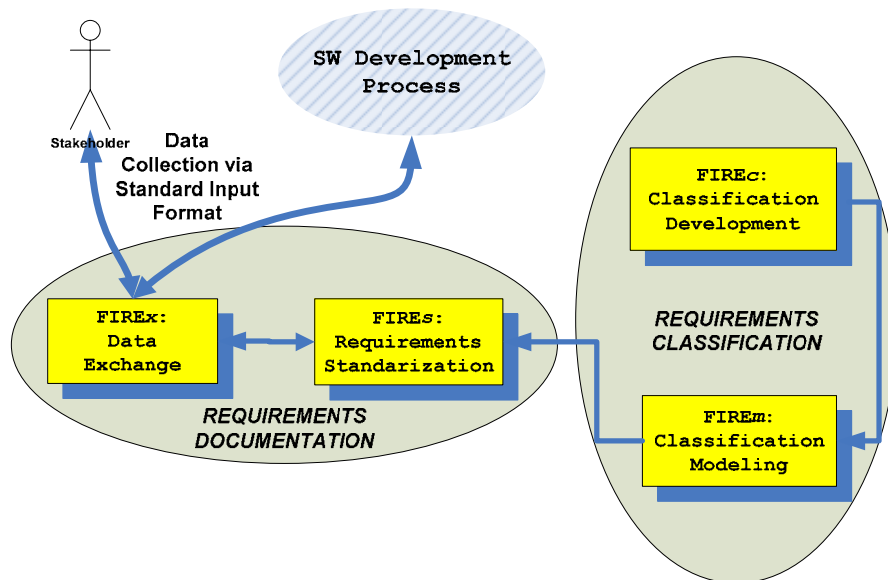 SW Development
Process
Stakeholder
Data
Collection via
Standard Input
Format
FIREc:
Classification
Development
FIREx:
Data
Exchange
FIREs:
Requirements
Standarization
REQUIREMENTS
CLASSIFICATION
REQUIREMENTS
DOCUMENTATION
FIREm:
Classification
Modeling